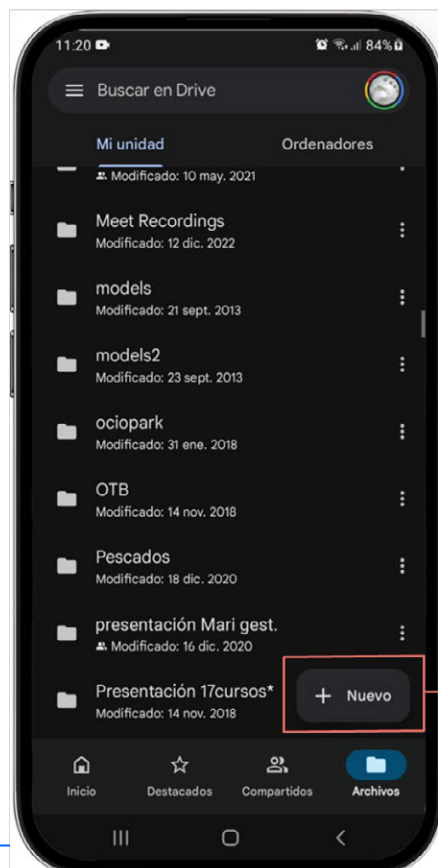 11:20 84%
Buscar en Drive
Mi unidad Ordenadores
Modificado: 10 may. 2021
Meet Recordings
Modificado: 12 dic. 2022
models
Modificado: 21 sept. 2013
models2
Modificado: 23 sept. 2013
ociopark
Modificado: 31 ene. 2018
OTB
Modificado: 14 nov. 2018
Pescados
Modificado: 18 dic. 2020
presentación Mari gest.
Modificado: 16 dic. 2020
Presentación 17cursos*
Modificado: 14 nov. 2018
+ Nuevo
Inicio Destacados Compartidos Archivos